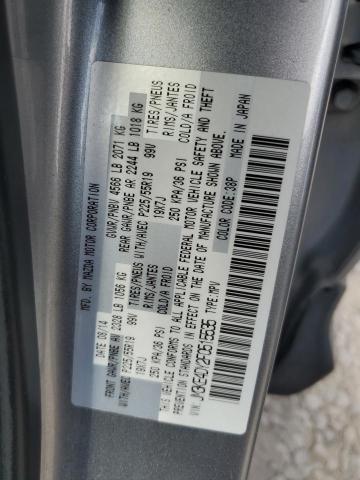 MFD. BY MAZDA MOTOR CORPORATION
DATE 08/14 GVWR/PNBV 4566 LB 2071 KG
FRONT GAWR/PNBE AV 2328 LB 1056 KG REAR GAWR/PNBE AR 2244 LB 1018 KG
WITH/AVEC P225/55R19 99V TIRES/PNEUS WITH/AVEC P225/55R19 99V TIRES/PNEUS
19X7J RIMS/JANTES 19X7J RIMS/JANTES
250 KPA/36 PSI COLD/A FROID 250 KPA/36 PSI COLD/A FROID
THIS VEHICLE CONFORMS TO ALL APPLICABLE FEDERAL MOTOR VEHICLE SAFETY AND THEFT
PREVENTION STANDARDS IN EFFECT ON THE DATE OF MANUFACTURE SHOWN ABOVE.
TYPE:MPV COLOR CODE:38P MADE IN JAPAN